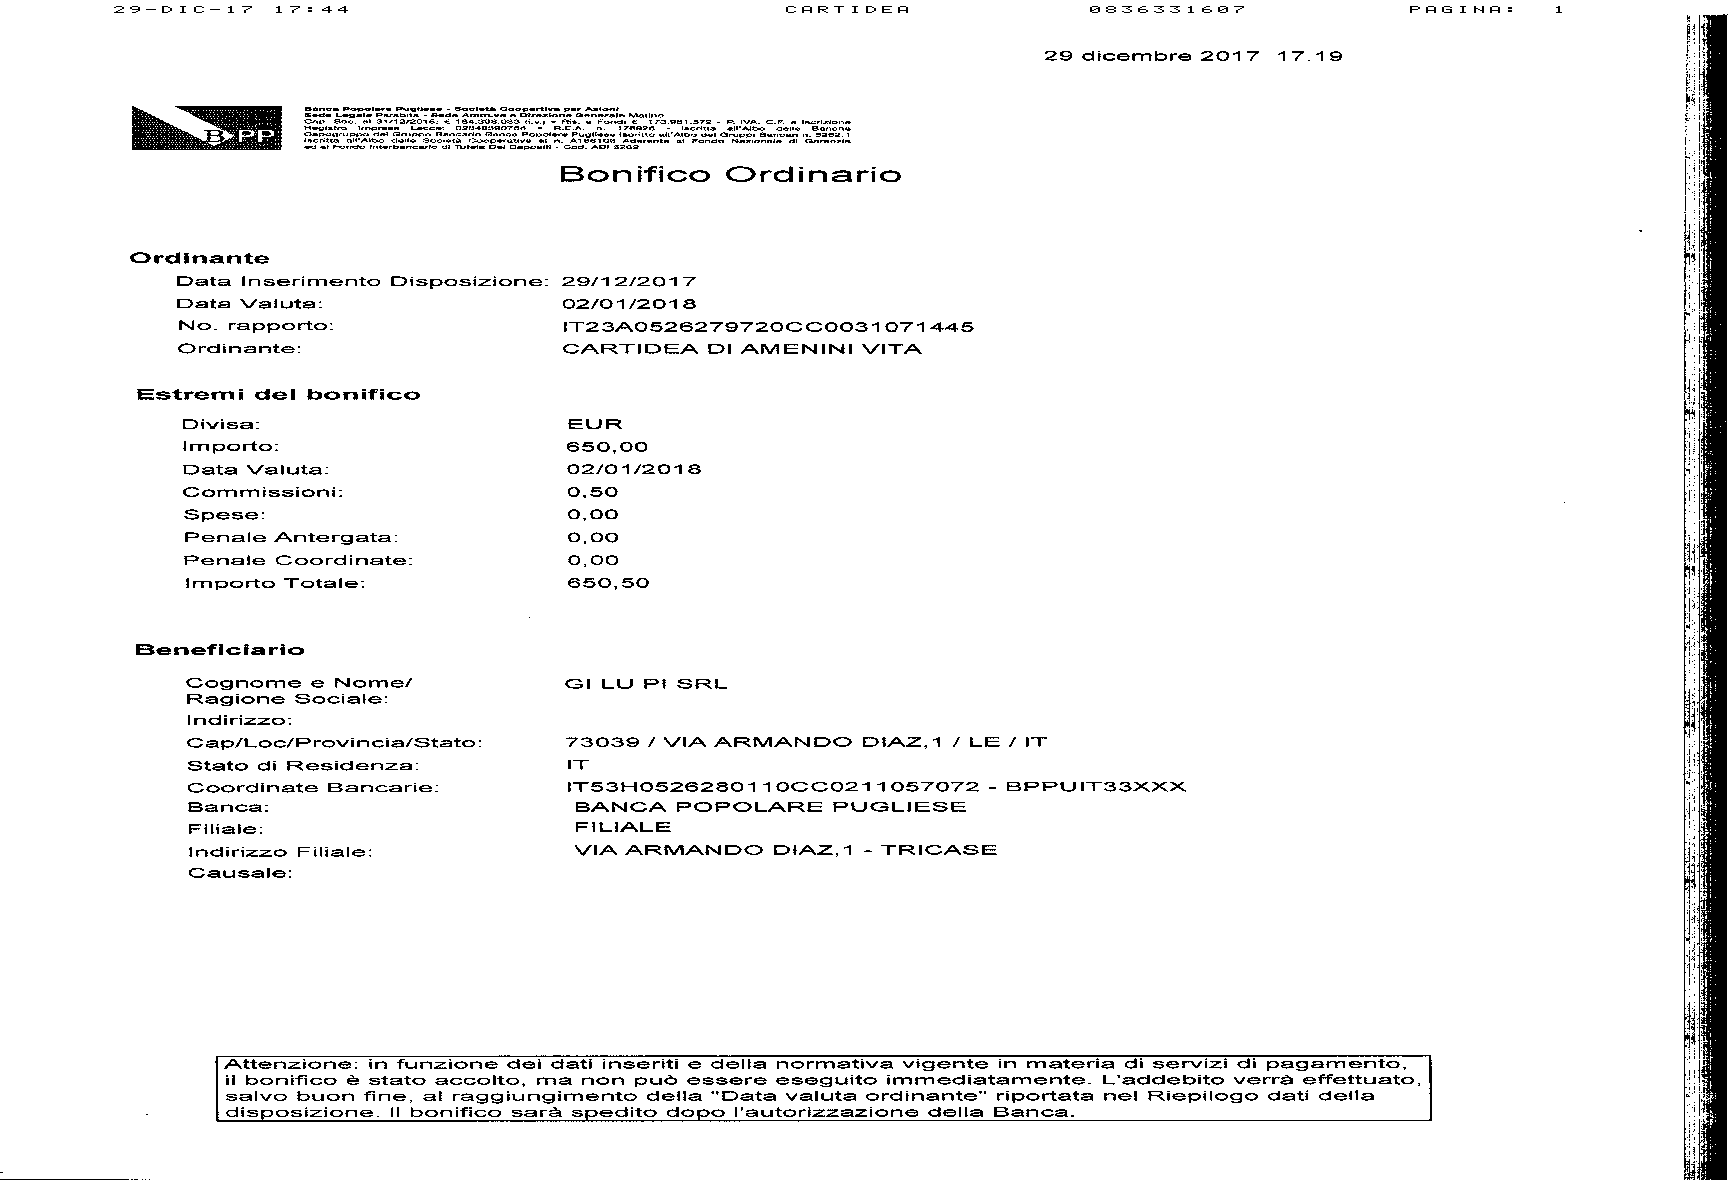 29-DIC-17 17:44 CARTIDEA 0836331607 PAGINA: 1
29 dicembre 2017 17.19
BPP
Banca Popolare Pugliese - Società Cooperativa per Azioni
Sede Legale Parabita - Sede Amm.va e Direzione Generale Matino
Cap. Soc. al 31/12/2016: € 184.308.083 (i.v.) - Ris. e Fondi € 173.981.572 - P. IVA, C.F. e Iscrizione
Registro Imprese Lecce: - R.E.A. n. - Iscritta all'Albo delle Banche
Capogruppo del Gruppo Bancario Banca Popolare Pugliese iscritto all'Albo dei Gruppi Bancari n. 5262.1
Iscritta all'Albo delle Società Cooperative al n. A166106 Aderente al Fondo Nazionale di Garanzia
ed al Fondo Interbancario di Tutela Dei Depositi - Cod. ABI 5262
Bonifico Ordinario
Ordinante
Data Inserimento Disposizione: 29/12/2017
Data Valuta: 02/01/2018
No. rapporto: IT23A0526279720CC0031071445
Ordinante: CARTIDEA DI AMENINI VITA
Estremi del bonifico
Divisa: EUR
Importo: 650,00
Data Valuta: 02/01/2018
Commissioni: 0,50
Spese: 0,00
Penale Antergata: 0,00
Penale Coordinate: 0,00
Importo Totale: 650,50
Beneficiario
Cognome e Nome/ GI LU PI SRL
Ragione Sociale:
Indirizzo:
Cap/Loc/Provincia/Stato: 73039 / VIA ARMANDO DIAZ,1 / LE / IT
Stato di Residenza: IT
Coordinate Bancarie: IT53H0526280110CC0211057072 - BPPUIT33XXX
Banca: BANCA POPOLARE PUGLIESE
Filiale: FILIALE
Indirizzo Filiale: VIA ARMANDO DIAZ,1 - TRICASE
Causale:
Attenzione: in funzione dei dati inseriti e della normativa vigente in materia di servizi di pagamento,
il bonifico è stato accolto, ma non può essere eseguito immediatamente. L'addebito verrà effettuato,
salvo buon fine, al raggiungimento della "Data valuta ordinante" riportata nel Riepilogo dati della
disposizione. Il bonifico sarà spedito dopo l'autorizzazione della Banca.